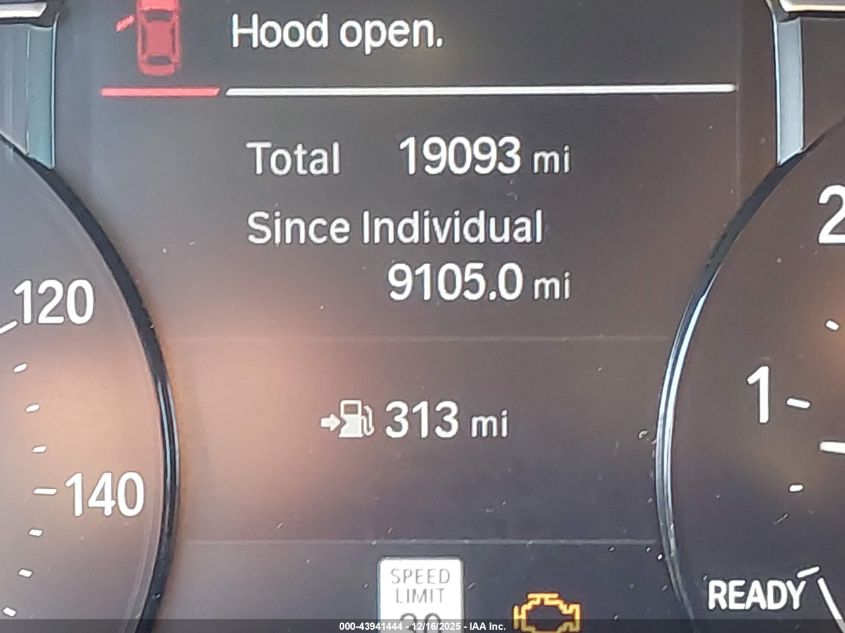 Hood open.
Total 19093 mi
Since Individual
9105.0 mi
120
2
1
313 mi
140
SPEED
LIMIT
READY
000-43941444 - 12/16/2025 - IAA Inc.